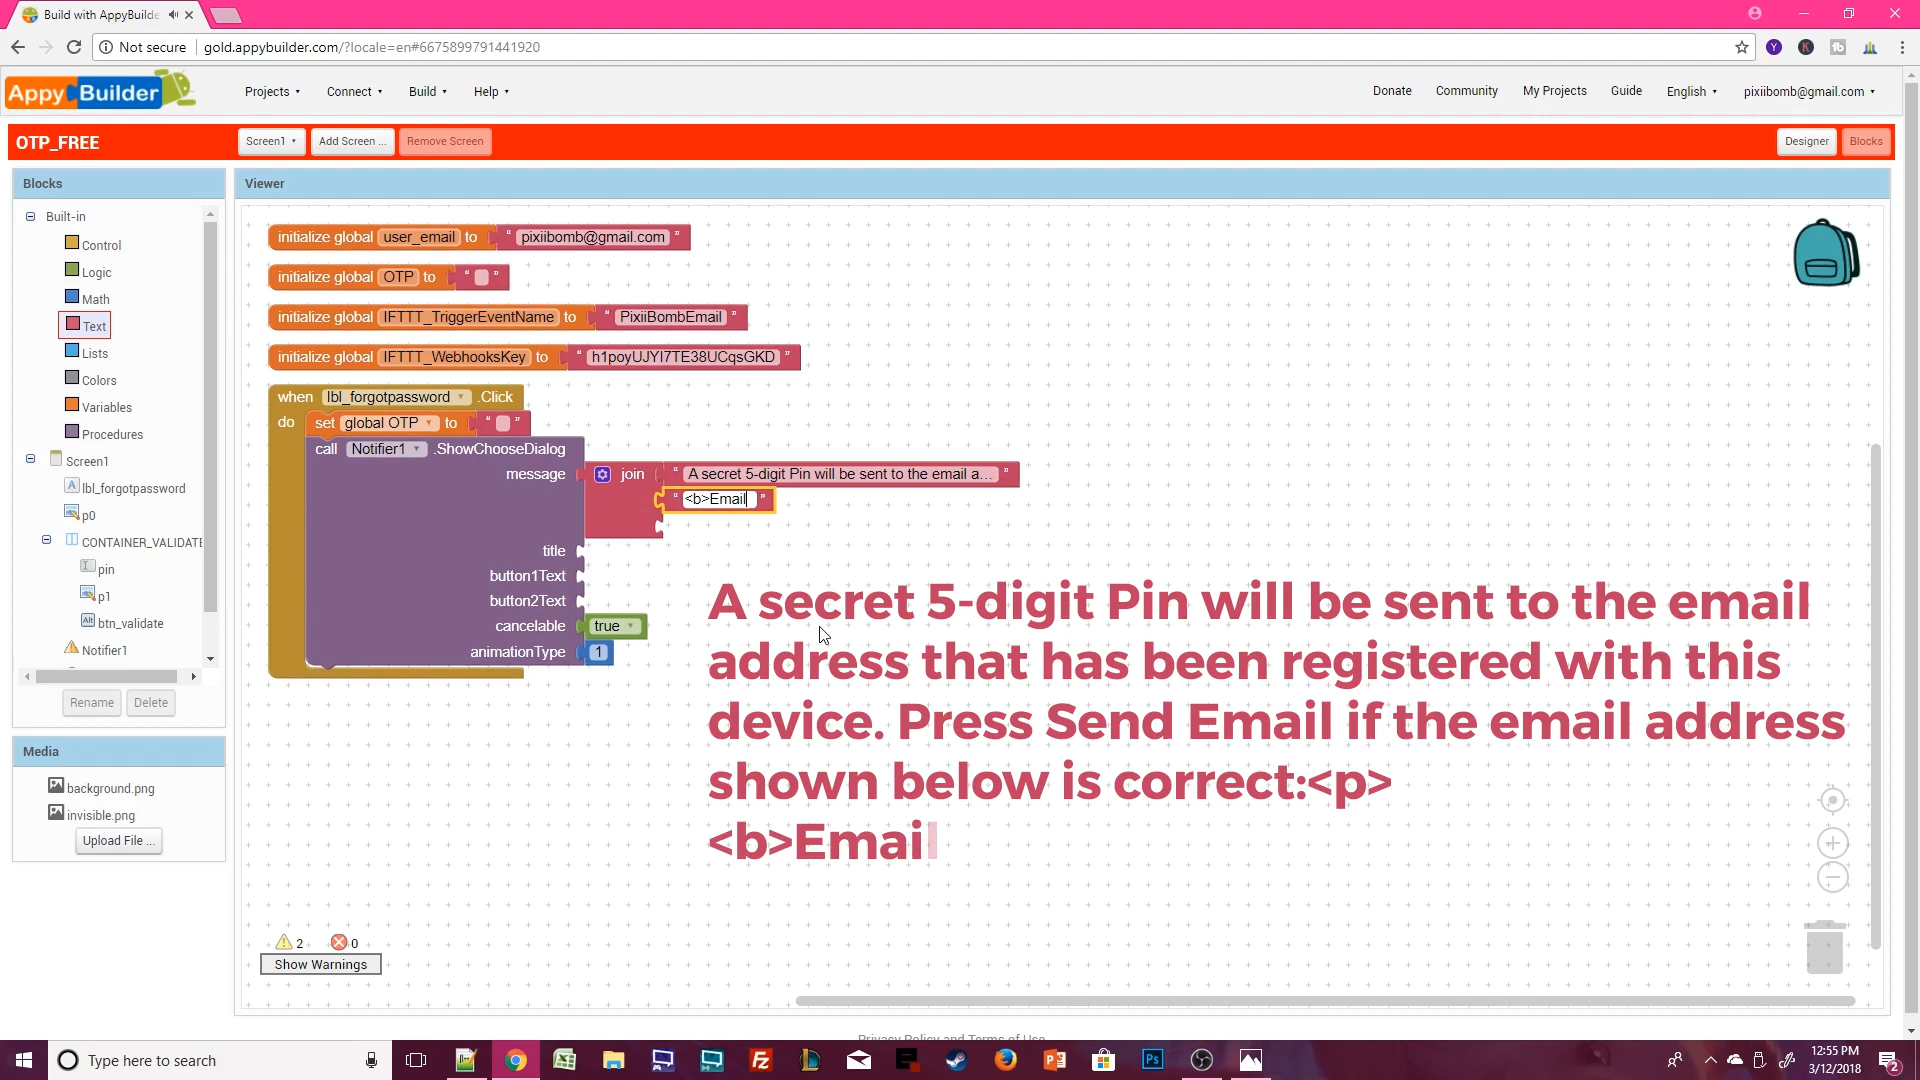 Build with AppyBuilde
Not secure gold.appybuilder.com/?locale=en#6675899791441920
Appy Builder Projects Connect Build Help Donate Community My Projects Guide English pixiibomb@gmail.com
OTP_FREE Screen1 Add Screen ... Remove Screen Designer Blocks
Blocks
Viewer
Built-in
Control
Logic
Math
Text
Lists
Colors
Variables
Procedures
Screen1
lbl_forgotpassword
p0
CONTAINER_VALIDATE
pin
p1
btn_validate
Notifier1
Rename Delete
Media
background.png
invisible.png
Upload File ...
initialize global user_email to " pixiibomb@gmail.com "
initialize global OTP to " "
initialize global IFTTT_TriggerEventName to " PixiiBombEmail "
initialize global IFTTT_WebhooksKey to " h1poyUJYI7TE38UCqsGKD "
when lbl_forgotpassword .Click
do set global OTP to " "
call Notifier1 .ShowChooseDialog
message join " A secret 5-digit Pin will be sent to the email a... "
" <b>Email "
title
button1Text
button2Text
cancelable true
animationType 1
A secret 5-digit Pin will be sent to the email
address that has been registered with this
device. Press Send Email if the email address
shown below is correct:<p>
<b>Email
2 0
Show Warnings
Privacy Policy and Terms of Use
Type here to search
12:55 PM
3/12/2018
2